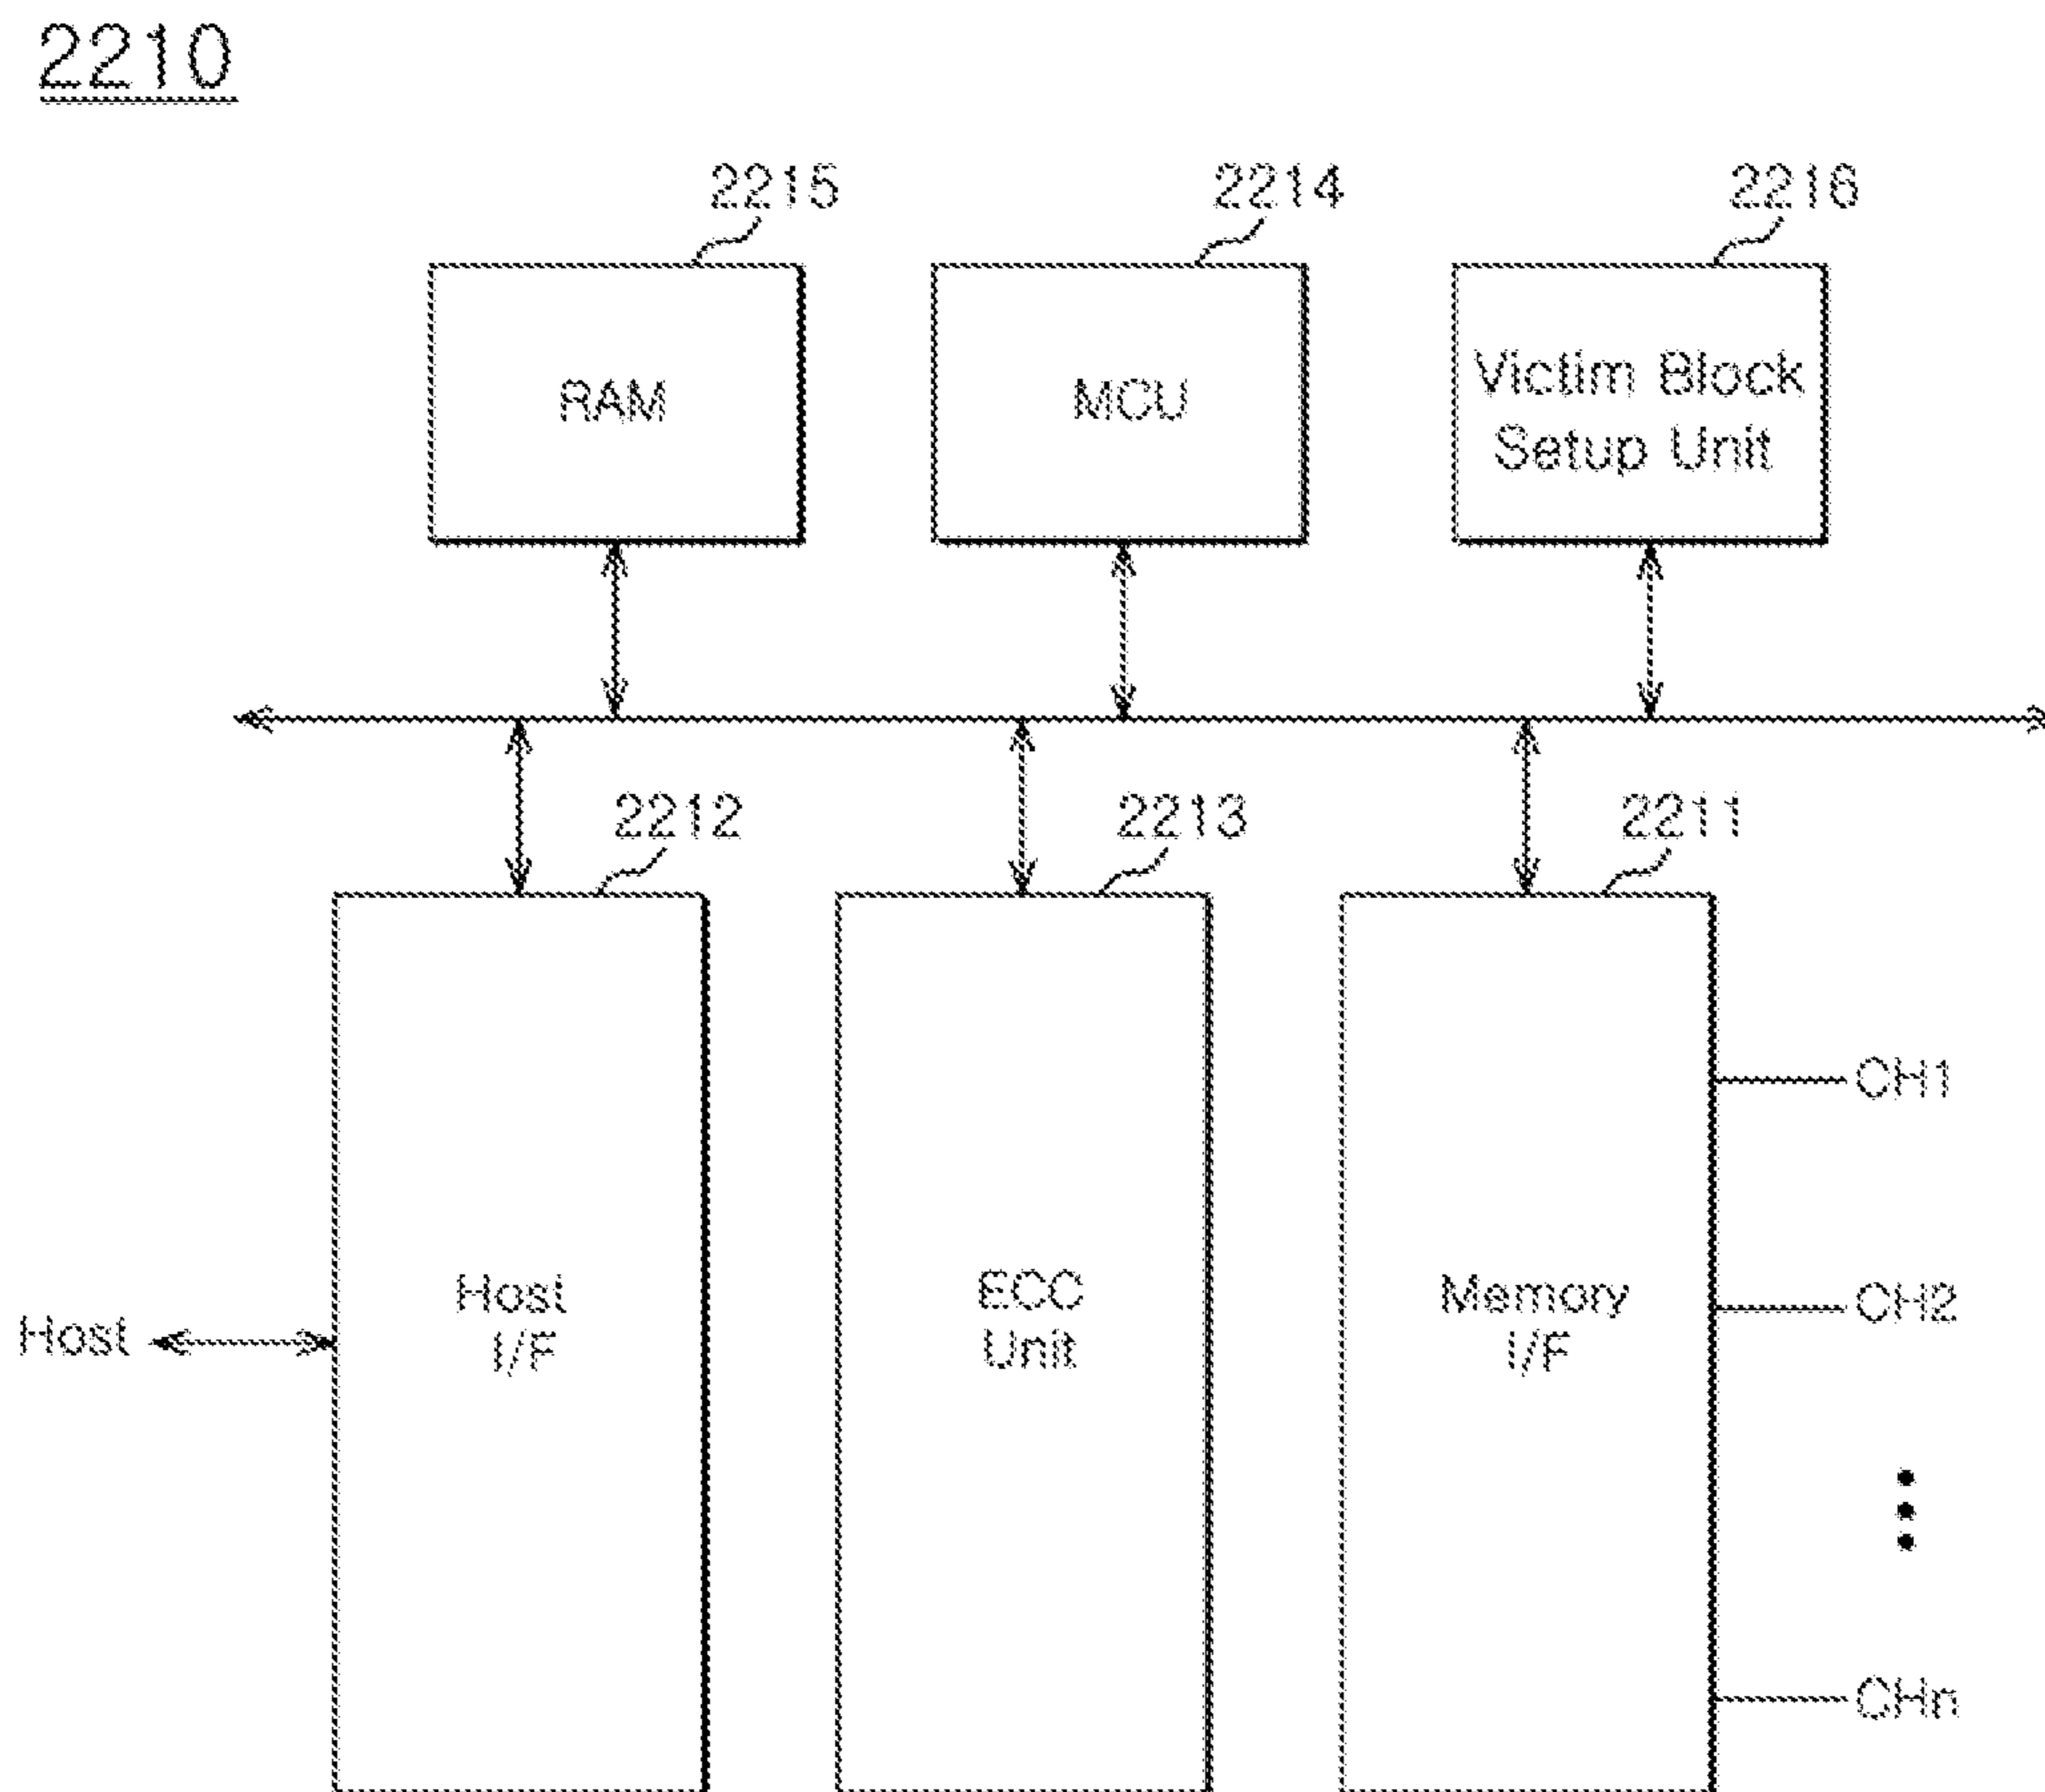 2210
2215
2214
2216
RAM
MCU
Victim Block
Setup Unit
2212
2213
2211
Host
I/F
ECC
Unit
Memory
I/F
Host
CH1
CH2
CHn